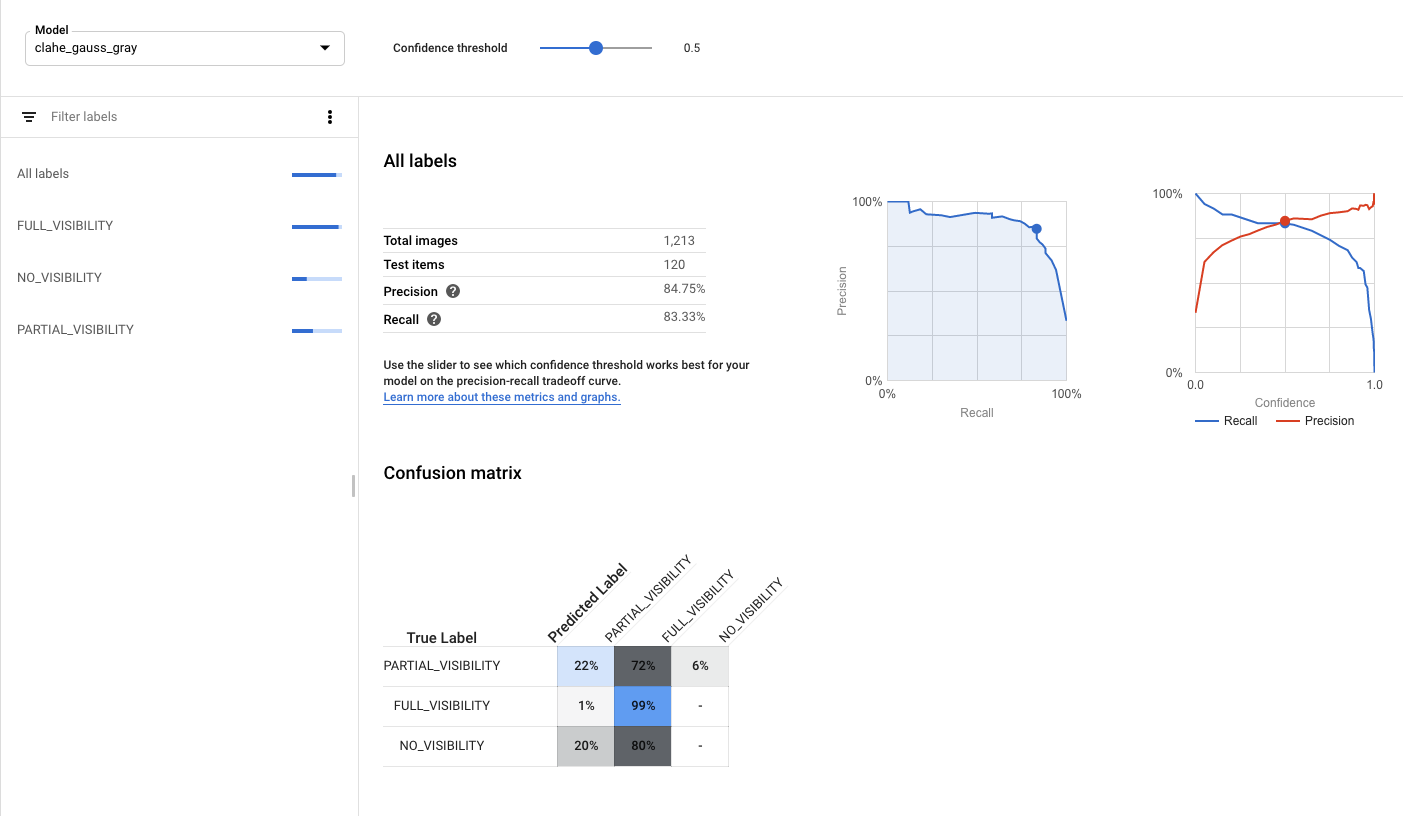 Model
clahe_gauss_gray
Confidence threshold
0.5
Filter labels
All labels
FULL_VISIBILITY
NO_VISIBILITY
PARTIAL_VISIBILITY
All labels
Total images 1,213
Test items 120
Precision ? 84.75%
Recall ? 83.33%
Use the slider to see which confidence threshold works best for your
model on the precision-recall tradeoff curve.
Learn more about these metrics and graphs.
100%
Precision
0%
0% 100%
Recall
100%
0%
0.0 1.0
Confidence
Recall Precision
Confusion matrix
True Label Predicted Label PARTIAL_VISIBILITY FULL_VISIBILITY NO_VISIBILITY
PARTIAL_VISIBILITY 22% 72% 6%
FULL_VISIBILITY 1% 99% -
NO_VISIBILITY 20% 80% -